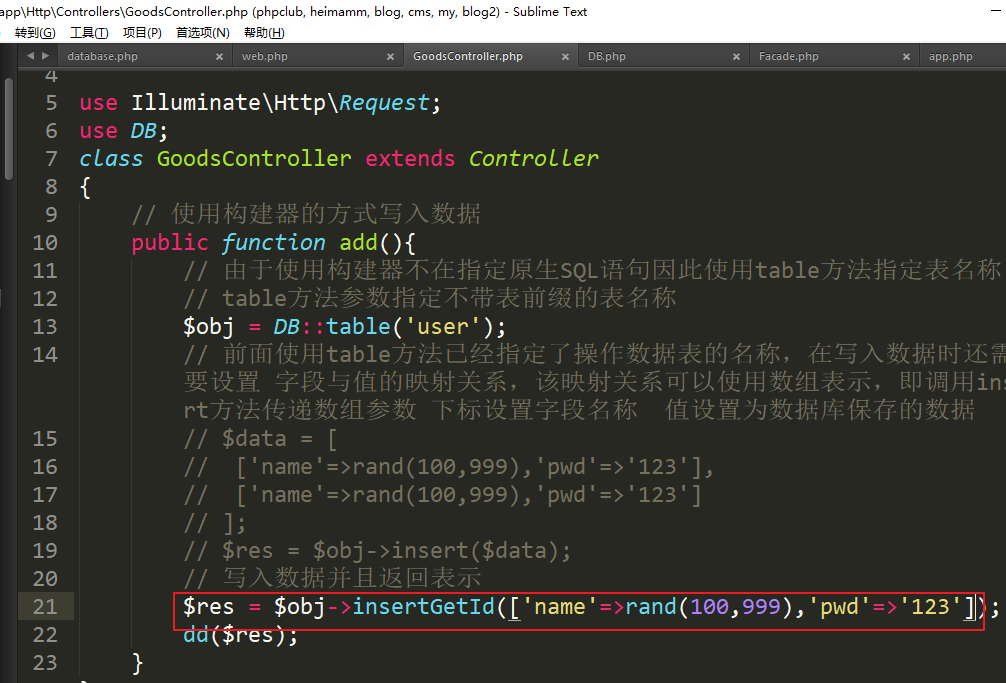 app\Http\Controllers\GoodsController.php (phpclub, heimamm, blog, cms, my, blog2) - Sublime Text
转到(G) 工具(T) 项目(P) 首选项(N) 帮助(H)
database.php × web.php × GoodsController.php × DB.php × Facade.php × app.php
4
5 use Illuminate\Http\Request;
6 use DB;
7 class GoodsController extends Controller
8 {
9 // 使用构建器的方式写入数据
10 public function add(){
11 // 由于使用构建器不在指定原生SQL语句因此使用table方法指定表名称
12 // table方法参数指定不带表前缀的表名称
13 $obj = DB::table('user');
14 // 前面使用table方法已经指定了操作数据表的名称，在写入数据时还需
要设置 字段与值的映射关系，该映射关系可以使用数组表示，即调用ins
rt方法传递数组参数 下标设置字段名称 值设置为数据库保存的数据
15 // $data = [
16 // ['name'=>rand(100,999),'pwd'=>'123'],
17 // ['name'=>rand(100,999),'pwd'=>'123']
18 // ];
19 // $res = $obj->insert($data);
20 // 写入数据并且返回表示
21 $res = $obj->insertGetId(['name'=>rand(100,999),'pwd'=>'123']);
22 dd($res);
23 }